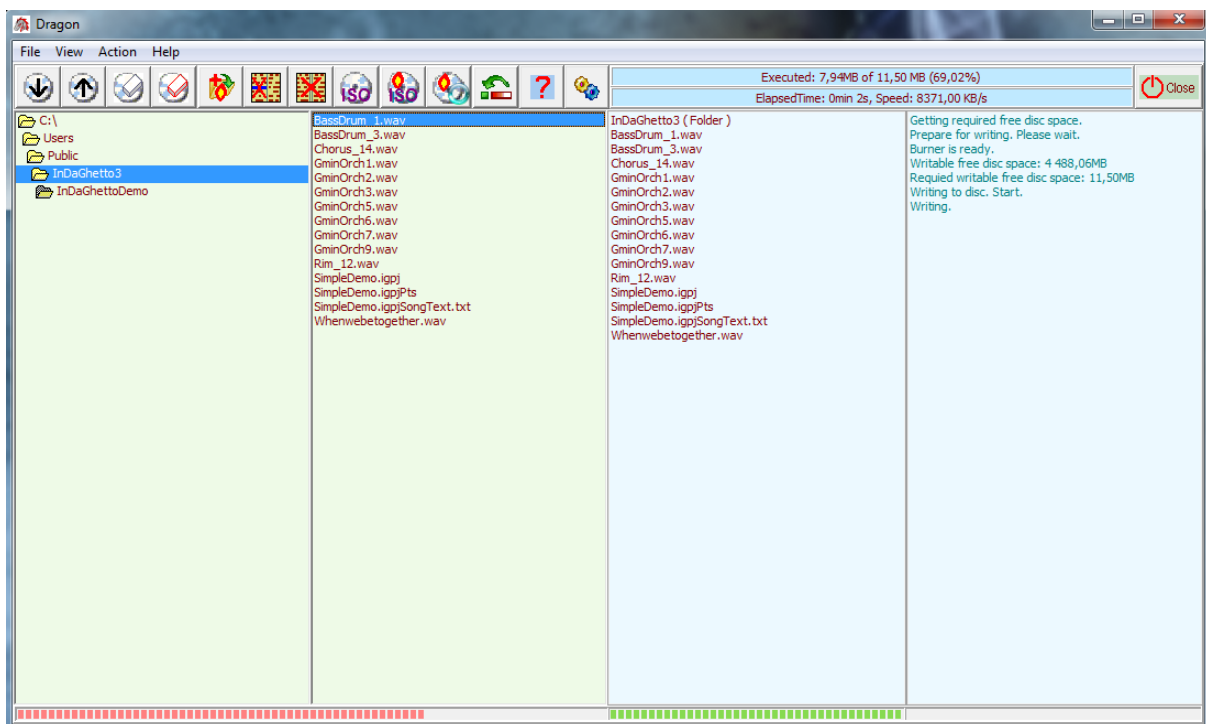 Dragon
File View Action Help
ISO
ISO
?
Executed: 7,94MB of 11,50 MB (69,02%)
ElapsedTime: 0min 2s, Speed: 8371,00 KB/s
Close
C:\
Users
Public
InDaGhetto3
InDaGhettoDemo
BassDrum_1.wav
BassDrum_3.wav
Chorus_14.wav
GminOrch1.wav
GminOrch2.wav
GminOrch3.wav
GminOrch5.wav
GminOrch6.wav
GminOrch7.wav
GminOrch9.wav
Rim_12.wav
SimpleDemo.igpj
SimpleDemo.igpjPts
SimpleDemo.igpjSongText.txt
Whenwebetogether.wav
InDaGhetto3 ( Folder )
BassDrum_1.wav
BassDrum_3.wav
Chorus_14.wav
GminOrch1.wav
GminOrch2.wav
GminOrch3.wav
GminOrch5.wav
GminOrch6.wav
GminOrch7.wav
GminOrch9.wav
Rim_12.wav
SimpleDemo.igpj
SimpleDemo.igpjPts
SimpleDemo.igpjSongText.txt
Whenwebetogether.wav
Getting required free disc space.
Prepare for writing. Please wait.
Burner is ready.
Writable free disc space: 4 488,06MB
Requied writable free disc space: 11,50MB
Writing to disc. Start.
Writing.